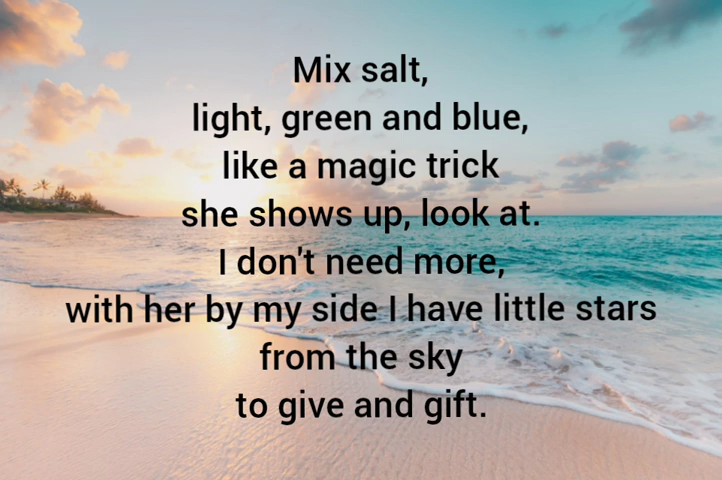 Mix salt,
light, green and blue,
like a magic trick
she shows up, look at.
I don't need more,
with her by my side I have little stars
from the sky
to give and gift.